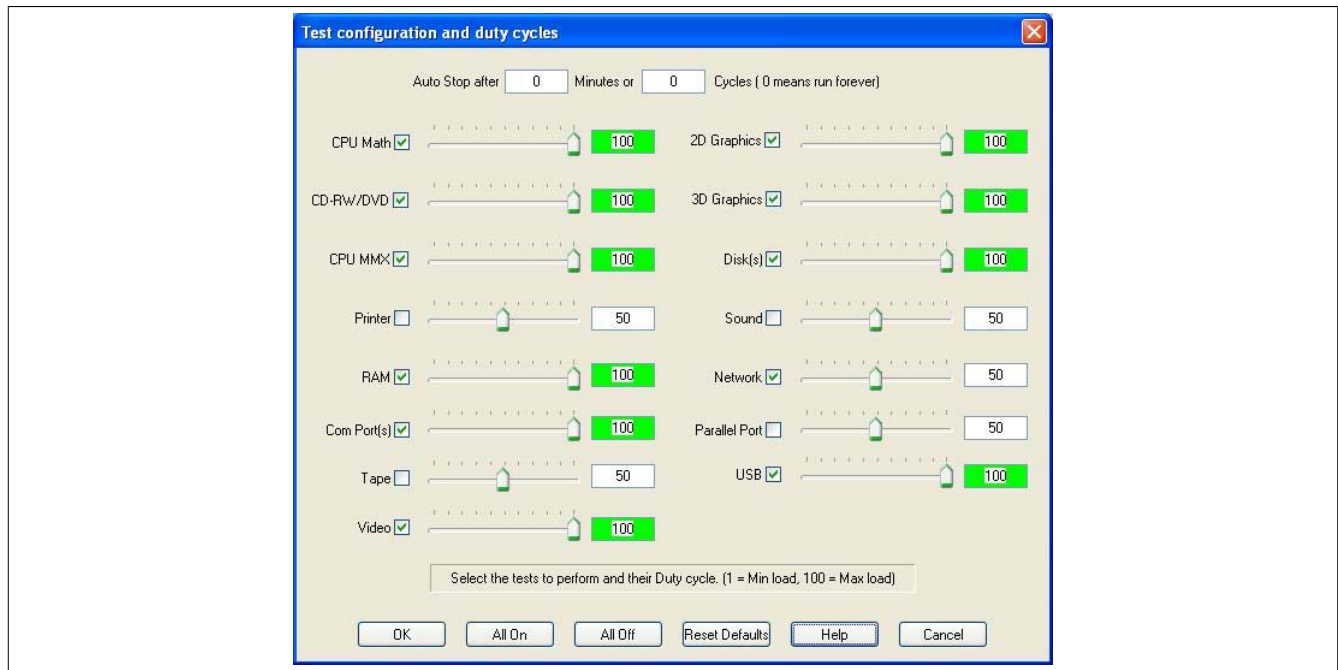 Test configuration and duty cycles
Auto Stop after 0 Minutes or 0 Cycles ( 0 means run forever)
CPU Math 100 2D Graphics 100
CD-RW/DVD 100 3D Graphics 100
CPU MMX 100 Disk(s) 100
Printer 50 Sound 50
RAM 100 Network 50
Com Port(s) 100 Parallel Port 50
Tape 50 USB 100
Video 100
Select the tests to perform and their Duty cycle. (1 = Min load, 100 = Max load)
OK All On All Off Reset Defaults Help Cancel